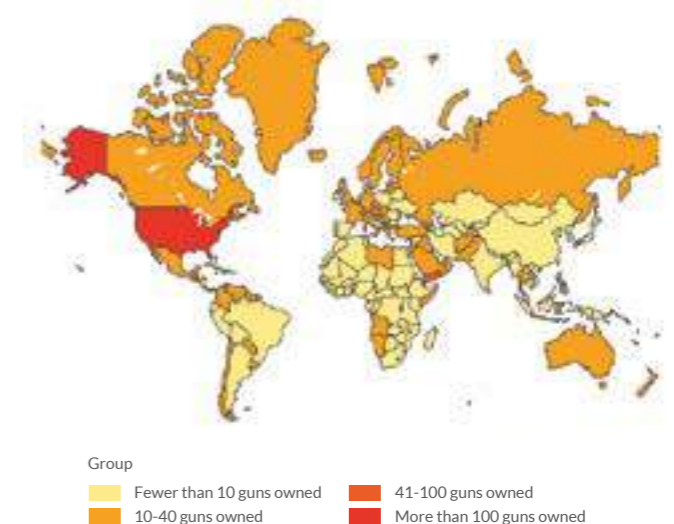 Group
Fewer than 10 guns owned
41-100 guns owned
10-40 guns owned
More than 100 guns owned